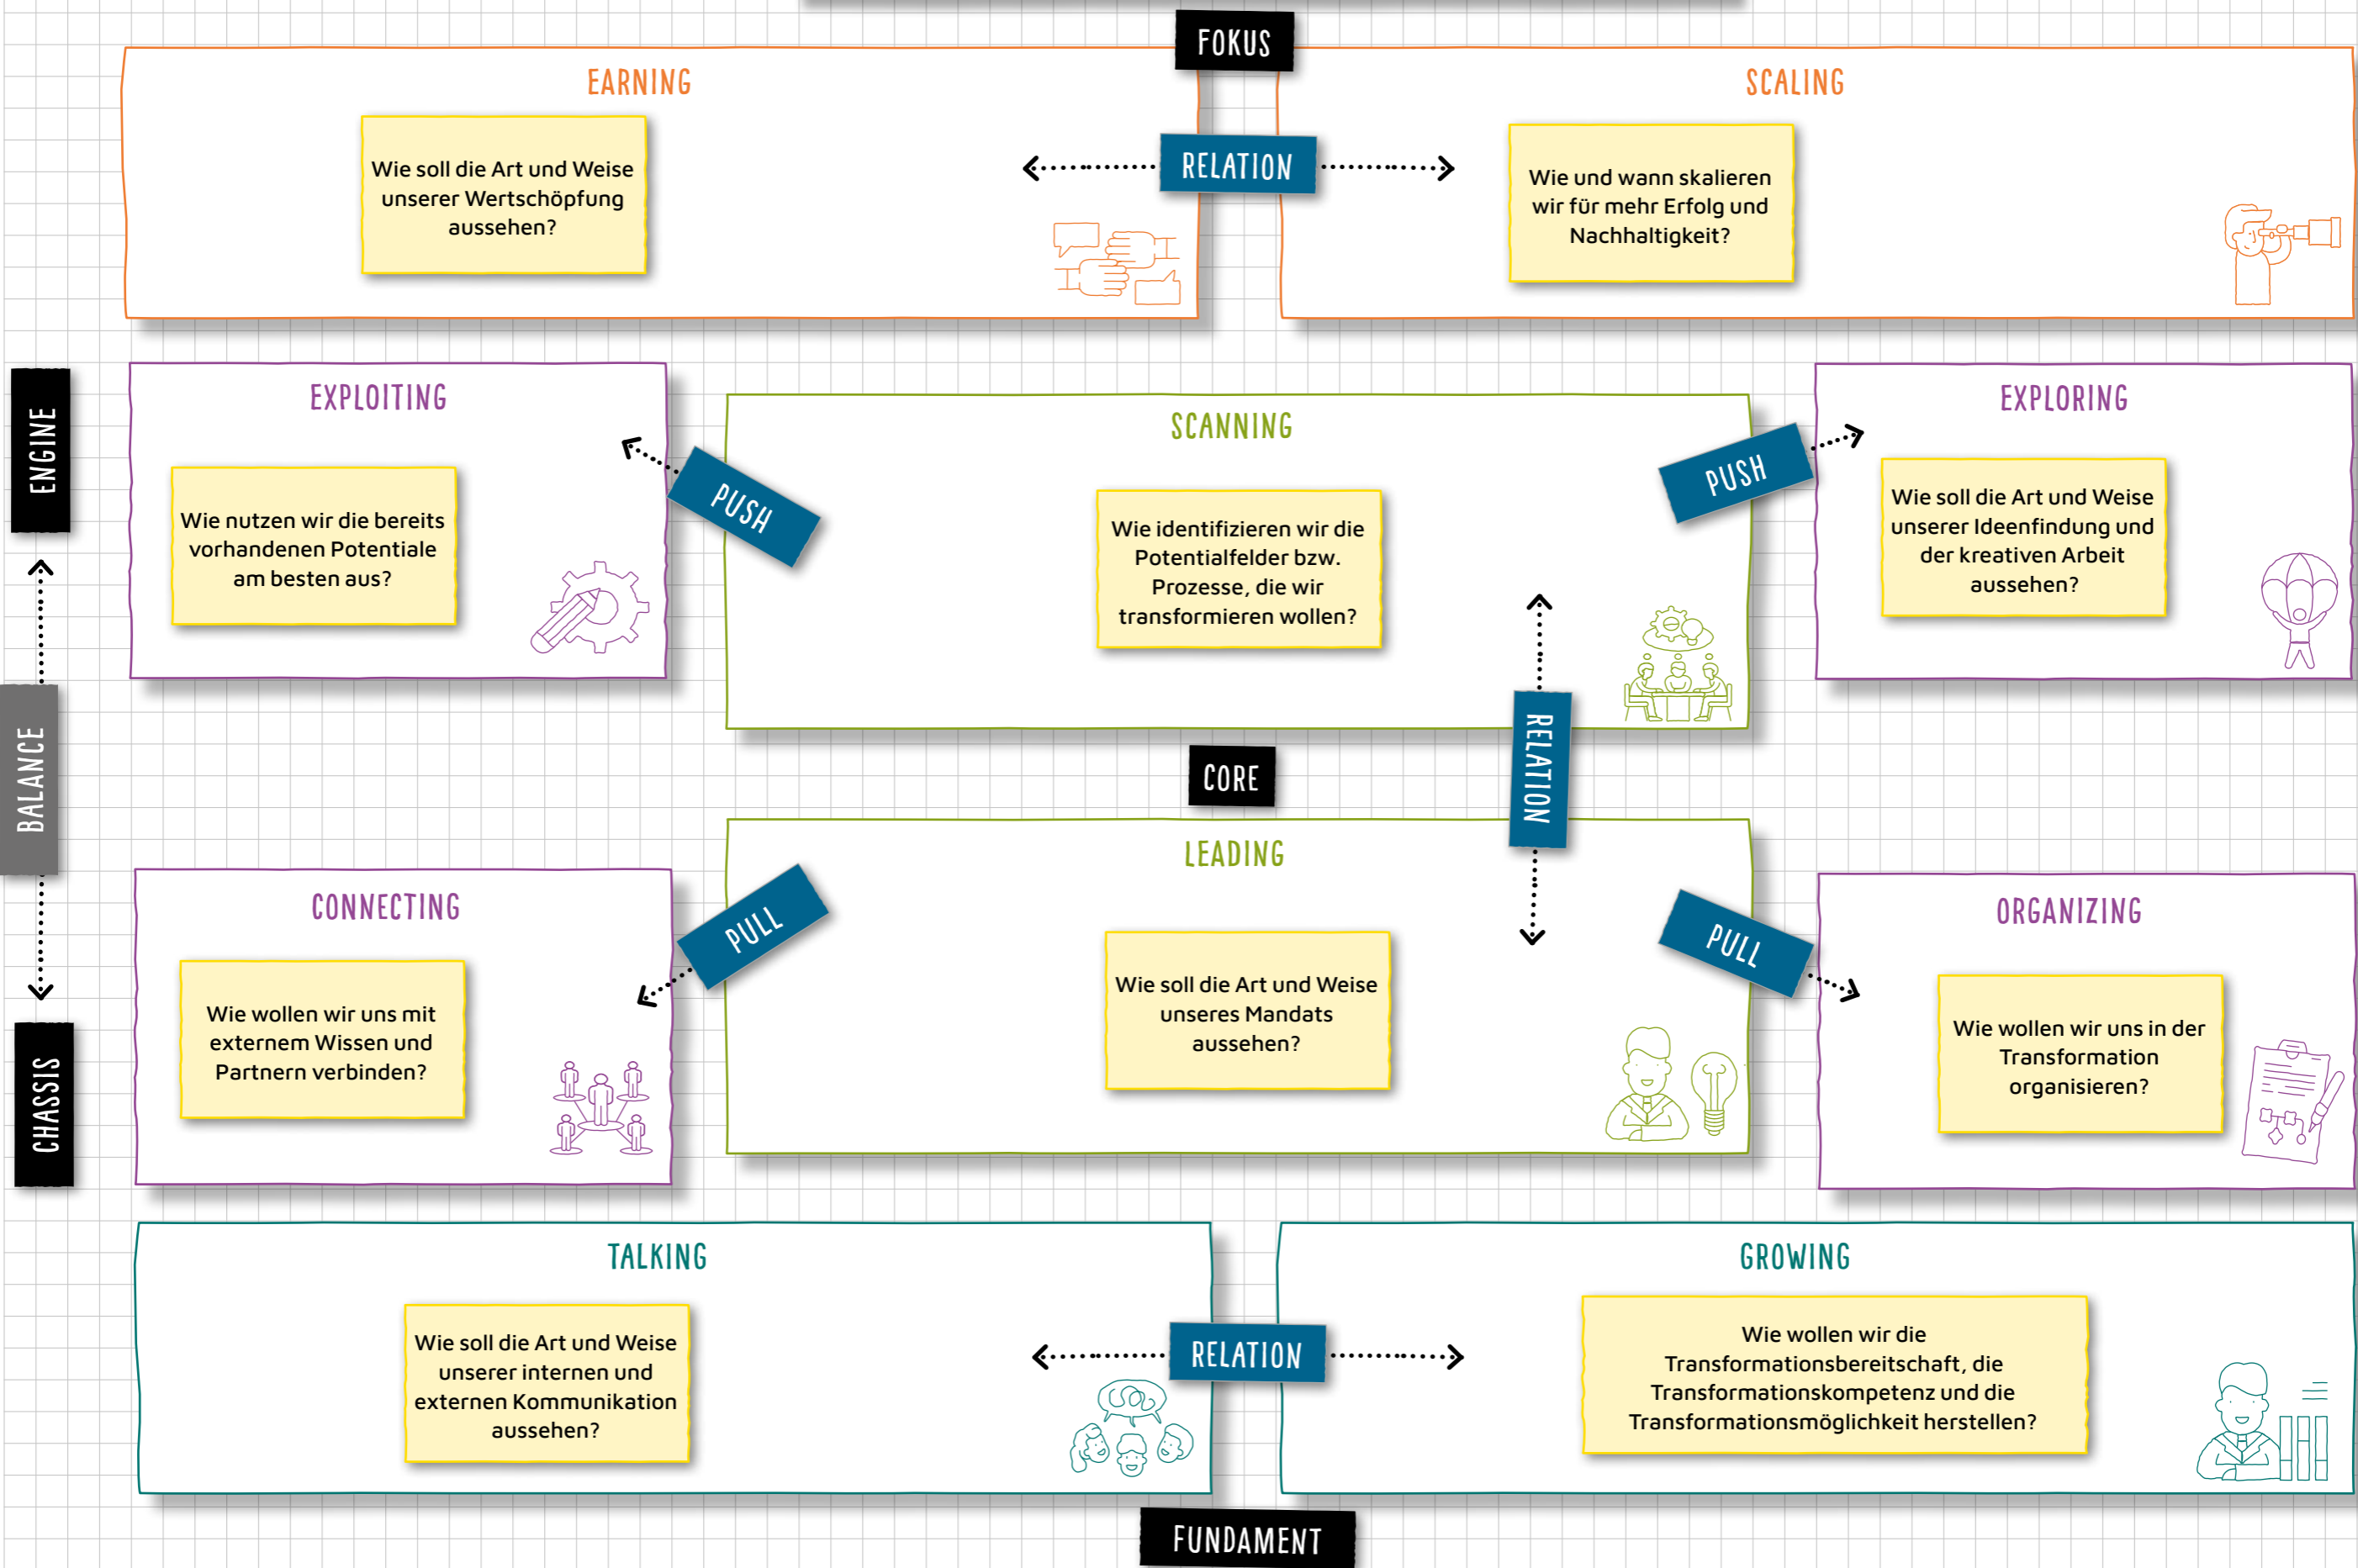 FOKUS
EARNING
Wie soll die Art und Weise
unserer Wertschöpfung
aussehen?
RELATION
SCALING
Wie und wann skalieren
wir für mehr Erfolg und
Nachhaltigkeit?
ENGINE
EXPLOITING
Wie nutzen wir die bereits
vorhandenen Potentiale
am besten aus?
PUSH
SCANNING
Wie identifizieren wir die
Potentialfelder bzw.
Prozesse, die wir
transformieren wollen?
PUSH
EXPLORING
Wie soll die Art und Weise
unserer Ideenfindung und
der kreativen Arbeit
aussehen?
BALANCE
CORE
RELATION
CHASSIS
CONNECTING
Wie wollen wir uns mit
externem Wissen und
Partnern verbinden?
PULL
LEADING
Wie soll die Art und Weise
unseres Mandats
aussehen?
PULL
ORGANIZING
Wie wollen wir uns in der
Transformation
organisieren?
TALKING
Wie soll die Art und Weise
unserer internen und
externen Kommunikation
aussehen?
RELATION
GROWING
Wie wollen wir die
Transformationsbereitschaft, die
Transformationskompetenz und die
Transformationsmöglichkeit herstellen?
FUNDAMENT